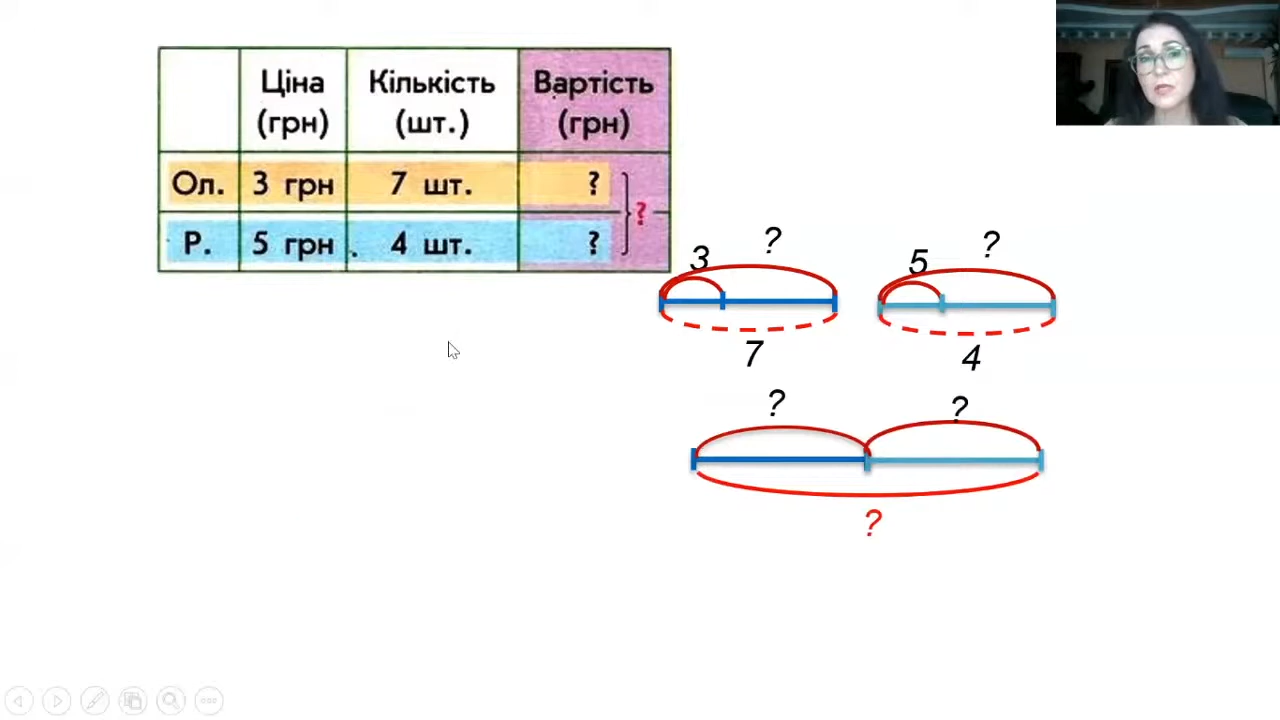 Ціна (грн) Кількість (шт.) Вартість (грн)
Ол. 3 грн 7 шт. ?
Р. 5 грн 4 шт. ?
?
3 ?
7
5 ?
4
? ?
?